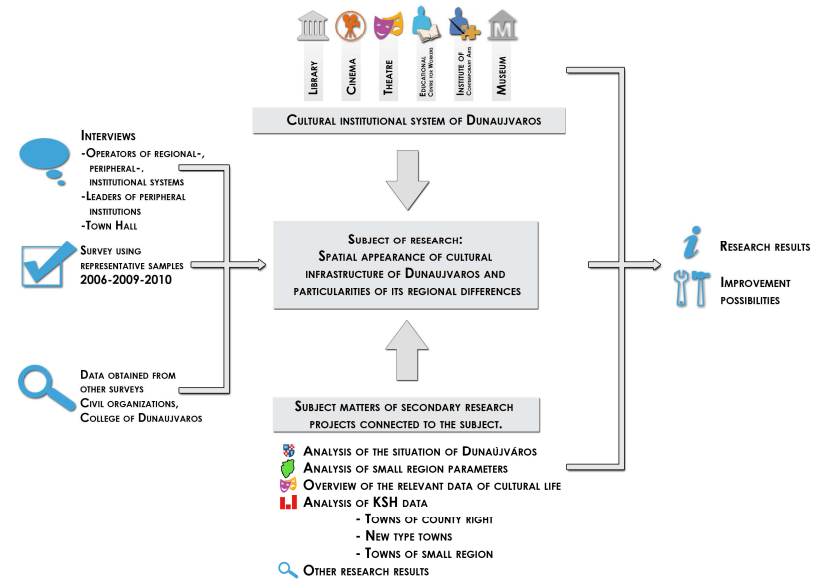 LIBRARY
CINEMA
THEATRE
EDUCATIONAL
CENTRE FOR WORKERS
INSTITUTE OF
CONTEMPORARY ARTS
MUSEUM
CULTURAL INSTITUTIONAL SYSTEM OF DUNAUJVAROS
INTERVIEWS
-OPERATORS OF REGIONAL-,
PERIPHERAL-.
INSTITUTIONAL SYSTEMS
-LEADERS OF PERIPHERAL
INSTITUTIONS
-TOWN HALL
SURVEY USING
REPRESENTATIVE SAMPLES
2006-2009-2010
DATA OBTAINED FROM
OTHER SURVEYS
CIVIL ORGANIZATIONS,
COLLEGE OF DUNAUJVAROS
SUBJECT OF RESEARCH:
SPATIAL APPEARANCE OF CULTURAL
INFRASTRUCTURE OF DUNAUJVAROS AND
PARTICULARITIES OF ITS REGIONAL DIFFERENCES
RESEARCH RESULTS
IMPROVEMENT
POSSIBILITIES
SUBJECT MATTERS OF SECONDARY RESEARCH
PROJECTS CONNECTED TO THE SUBJECT.
ANALYSIS OF THE SITUATION OF DUNAÚJVÁROS
ANALYSIS OF SMALL REGION PARAMETERS
OVERVIEW OF THE RELEVANT DATA OF CULTURAL LIFE
ANALYSIS OF KSH DATA
- TOWNS OF COUNTY RIGHT
- NEW TYPE TOWNS
- TOWNS OF SMALL REGION
OTHER RESEARCH RESULTS